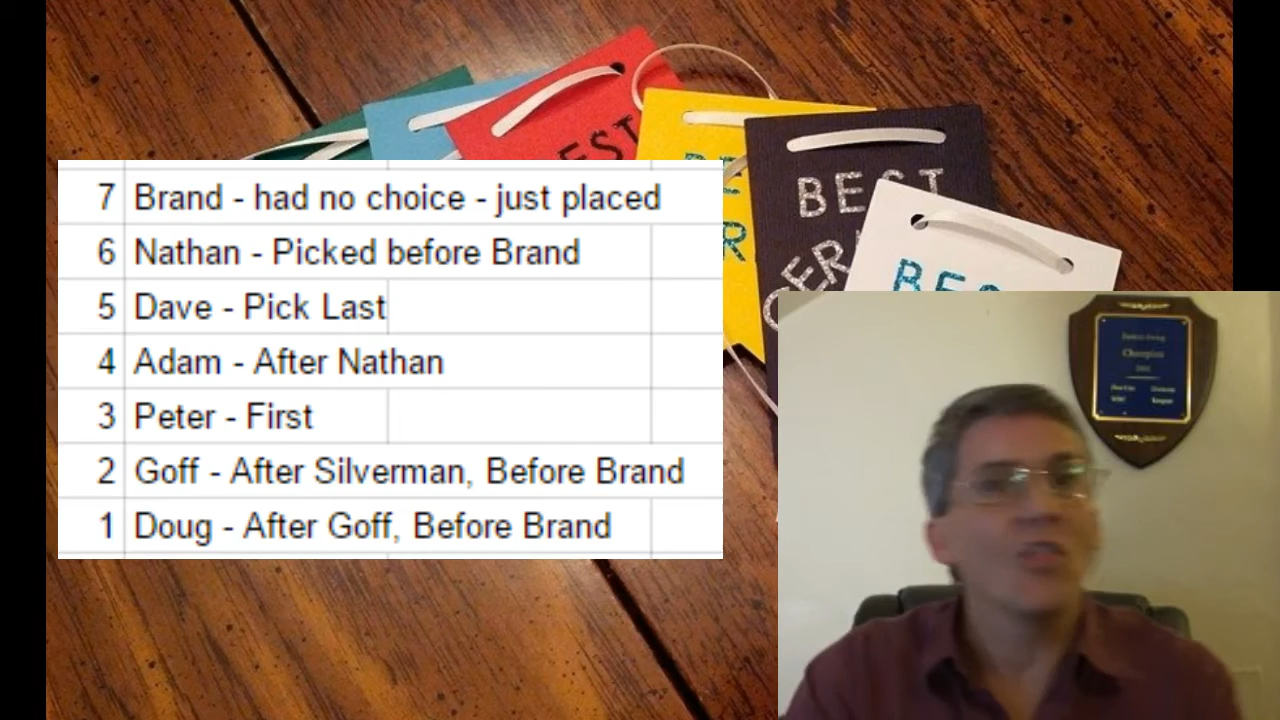 7 Brand - had no choice - just placed
6 Nathan - Picked before Brand
5 Dave - Pick Last
4 Adam - After Nathan
3 Peter - First
2 Goff - After Silverman, Before Brand
1 Doug - After Goff, Before Brand
BEST
Champion